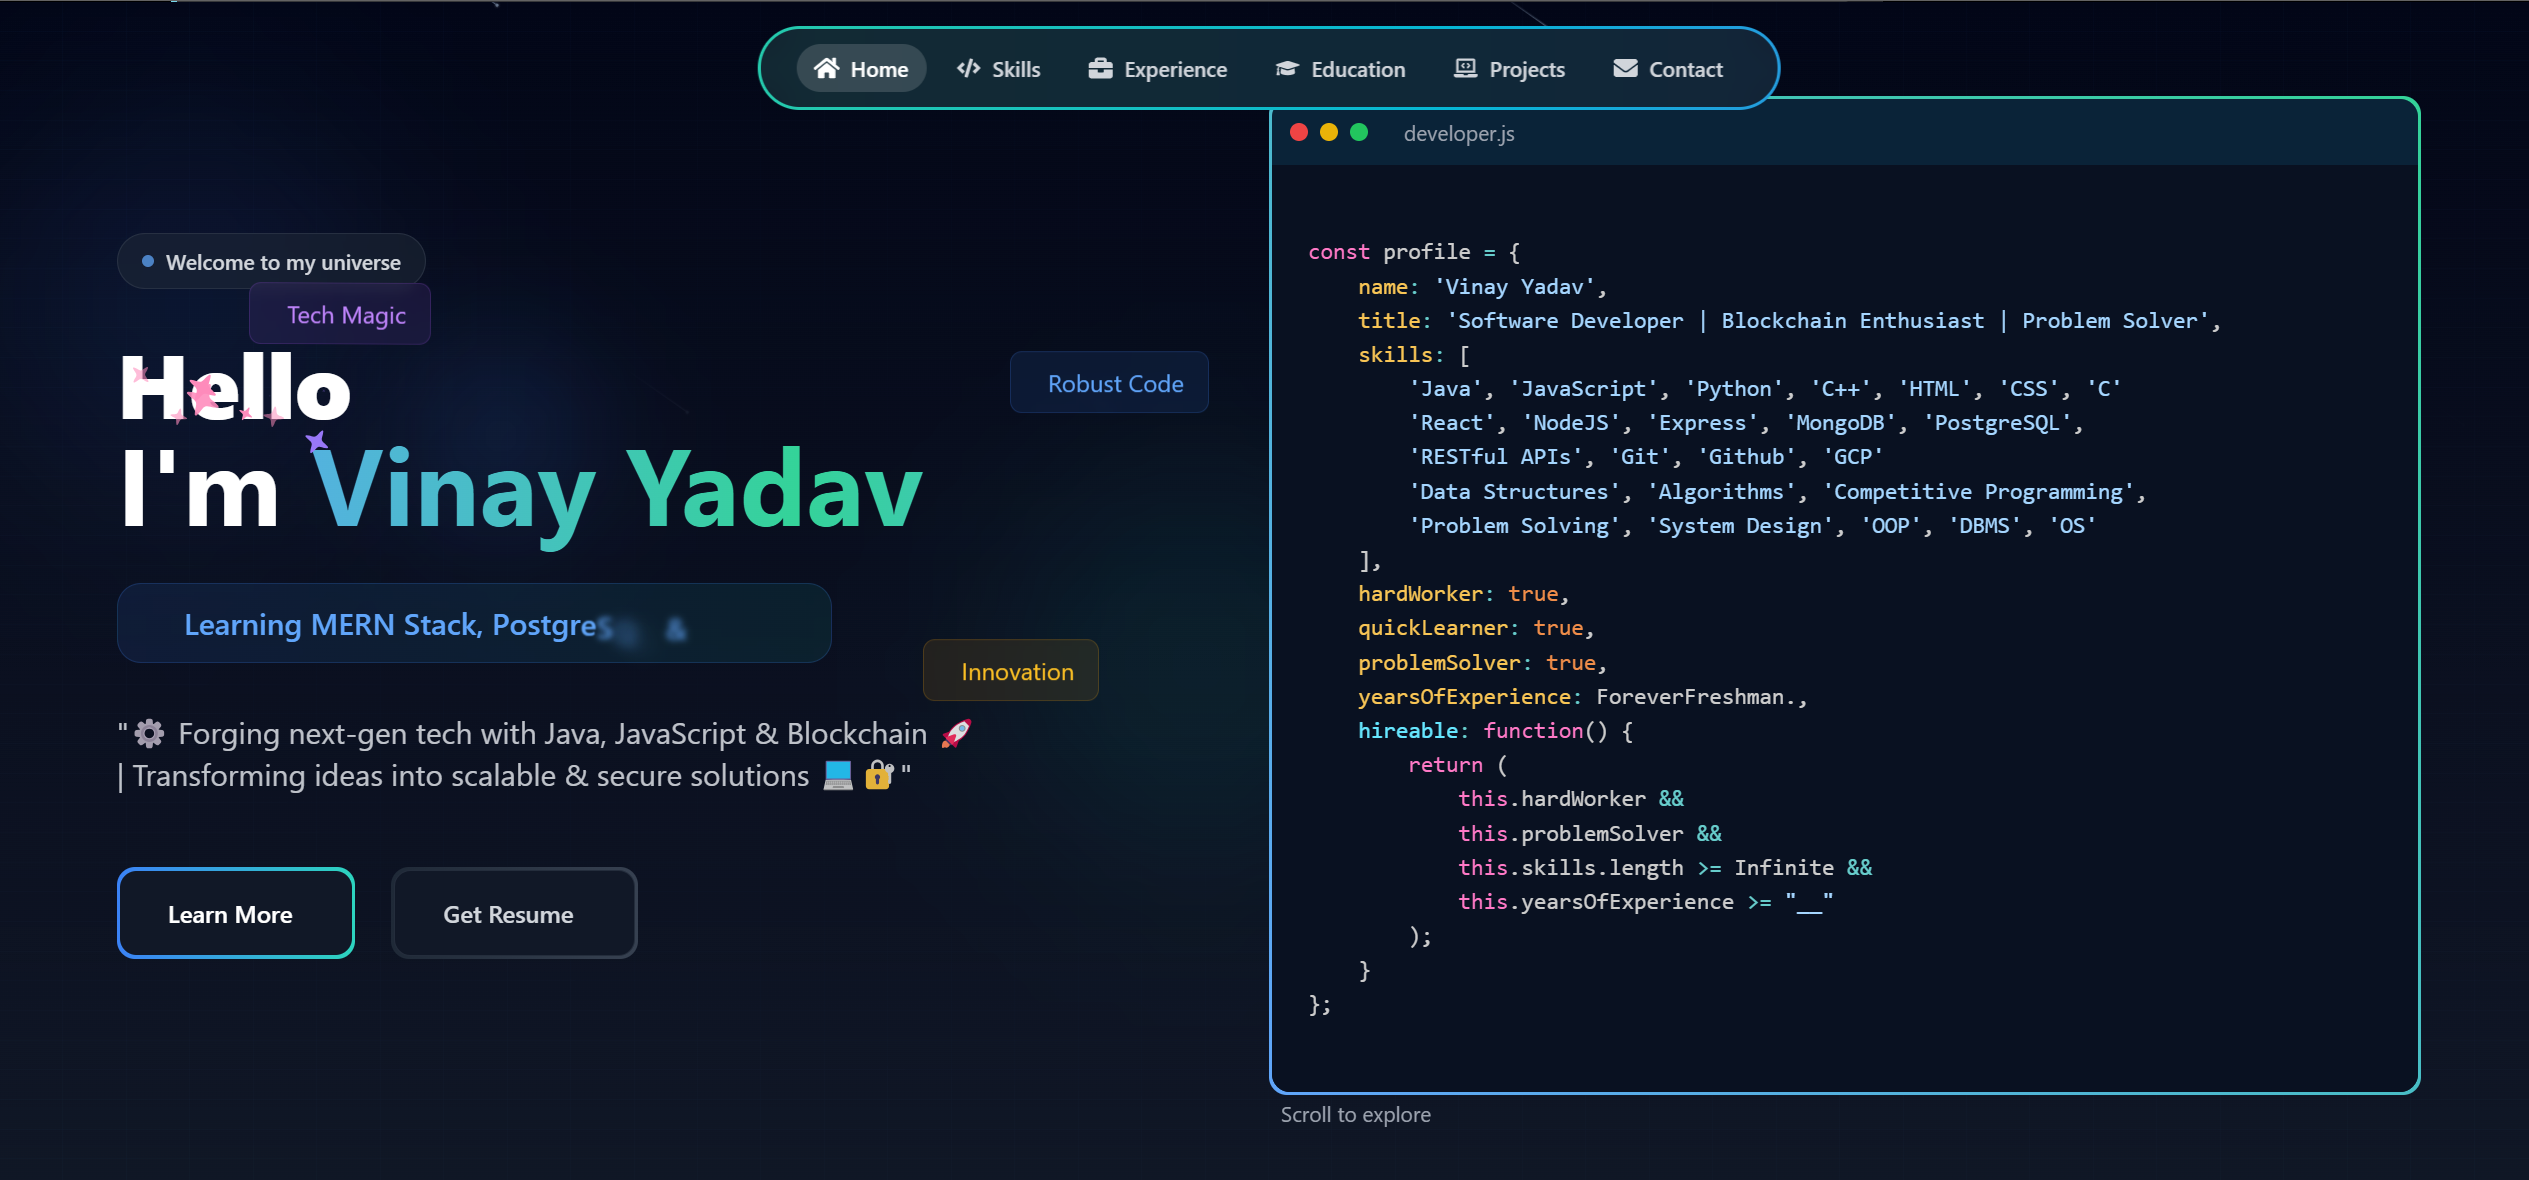 Home Skills Experience Education Projects Contact
Welcome to my universe
Tech Magic
Hello
I'm Vinay Yadav
Robust Code
Learning MERN Stack, PostgreSQ &
Innovation
"⚙️ Forging next-gen tech with Java, JavaScript & Blockchain 🚀
| Transforming ideas into scalable & secure solutions 💻 🔐"
Learn More
Get Resume
developer.js
const profile = {
name: 'Vinay Yadav',
title: 'Software Developer | Blockchain Enthusiast | Problem Solver',
skills: [
'Java', 'JavaScript', 'Python', 'C++', 'HTML', 'CSS', 'C'
'React', 'NodeJS', 'Express', 'MongoDB', 'PostgreSQL',
'RESTful APIs', 'Git', 'Github', 'GCP'
'Data Structures', 'Algorithms', 'Competitive Programming',
'Problem Solving', 'System Design', 'OOP', 'DBMS', 'OS'
],
hardWorker: true,
quickLearner: true,
problemSolver: true,
yearsOfExperience: ForeverFreshman.,
hireable: function() {
return (
this.hardWorker &&
this.problemSolver &&
this.skills.length >= Infinite &&
this.yearsOfExperience >= "__"
);
}
};
Scroll to explore